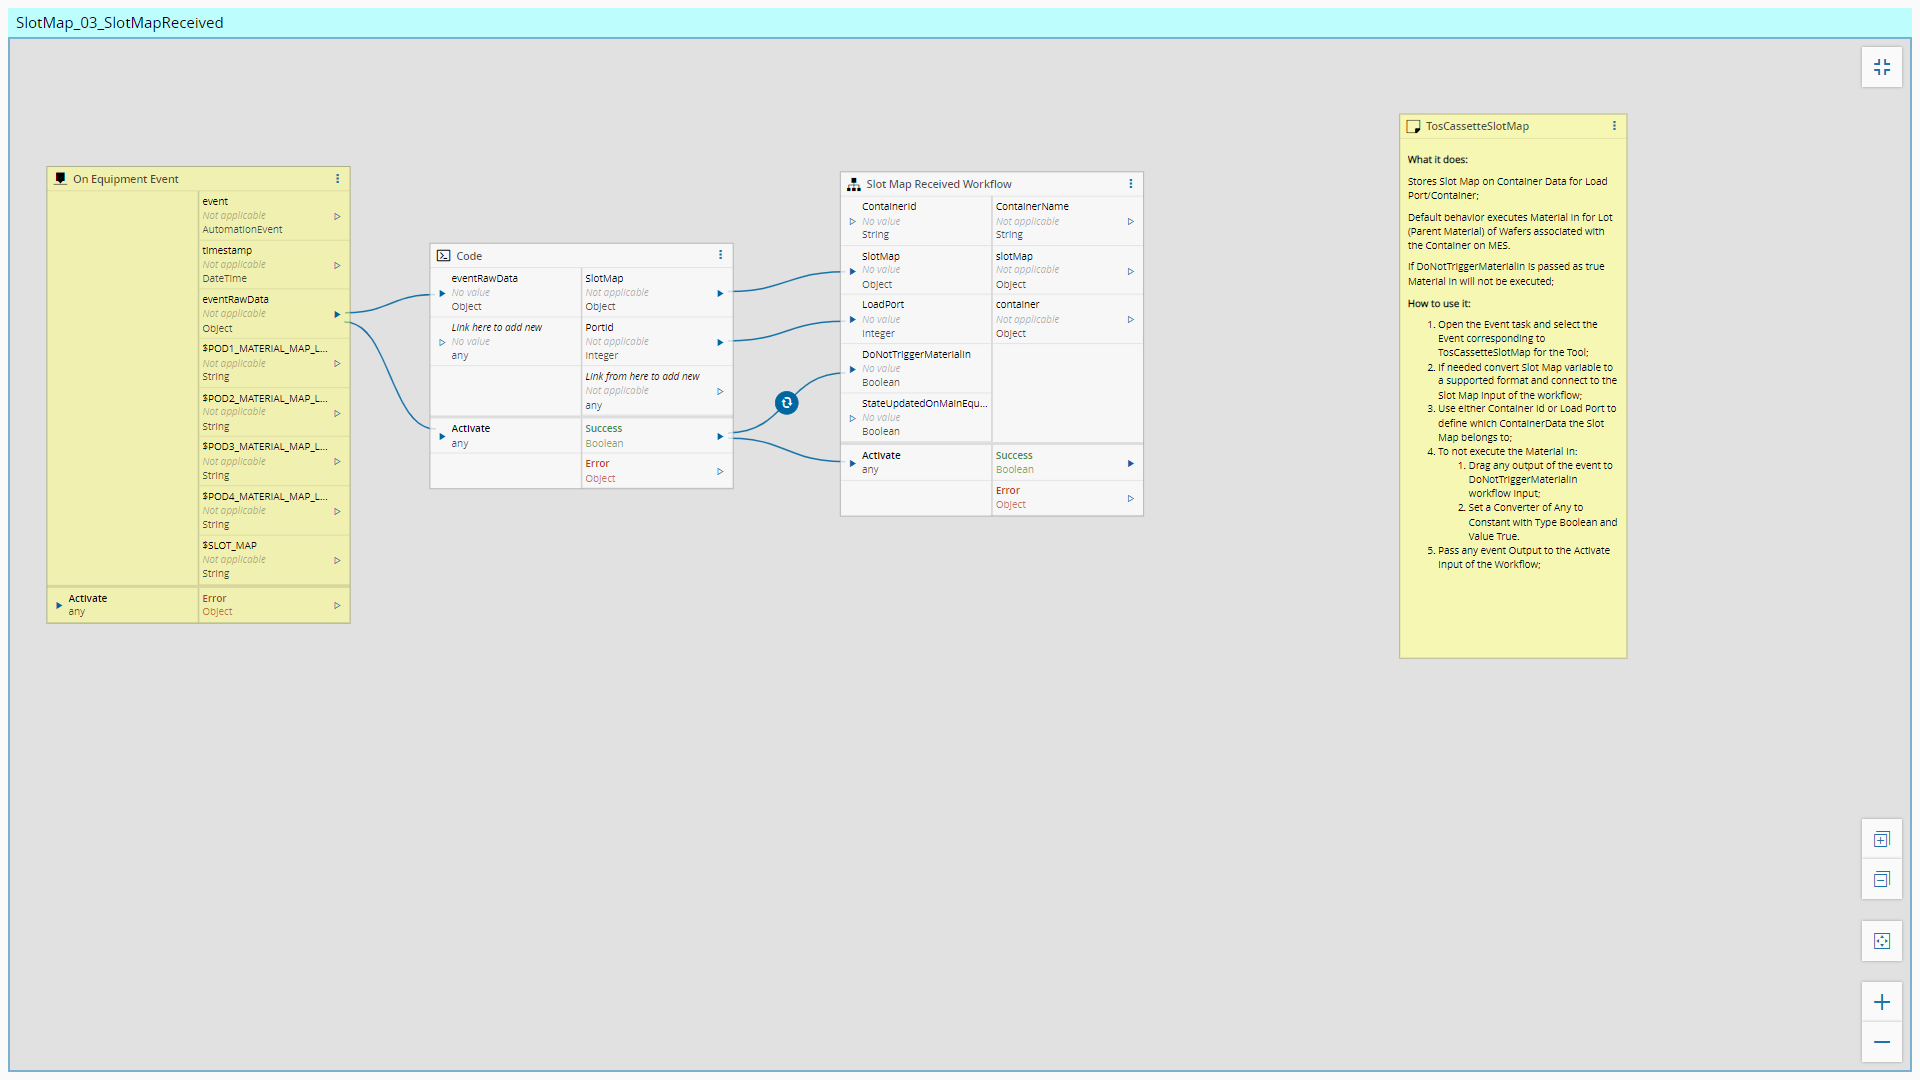 SlotMap_03_SlotMapReceived
On Equipment Event
event
Not applicable
AutomationEvent
timestamp
Not applicable
DateTime
eventRawData
Not applicable
Object
$POD1_MATERIAL_MAP_L...
Not applicable
String
$POD2_MATERIAL_MAP_L...
Not applicable
String
$POD3_MATERIAL_MAP_L...
Not applicable
String
$POD4_MATERIAL_MAP_L...
Not applicable
String
$SLOT_MAP
Not applicable
String
Activate
any
Error
Object
Code
eventRawData
No value
Object
Link here to add new
No value
any
SlotMap
Not applicable
Object
PortId
Not applicable
Integer
Link from here to add new
Not applicable
any
Activate
any
Success
Boolean
Error
Object
Slot Map Received Workflow
ContainerId
No value
String
SlotMap
No value
Object
LoadPort
No value
Integer
DoNotTriggerMaterialIn
No value
Boolean
StateUpdatedOnMainEqu...
No value
Boolean
ContainerName
Not applicable
String
slotMap
Not applicable
Object
container
Not applicable
Object
Activate
any
Success
Boolean
Error
Object
TosCassetteSlotMap
What it does:
Stores Slot Map on Container Data for Load
Port/Container;
Default behavior executes Material In for Lot
(Parent Material) of Wafers associated with
the Container on MES.
If DoNotTriggerMaterialIn is passed as true
Material In will not be executed;
How to use it:
1. Open the Event task and select the
Event corresponding to
TosCassetteSlotMap for the Tool;
2. If needed convert Slot Map variable to
a supported format and connect to the
Slot Map Input of the workflow;
3. Use either Container Id or Load Port to
define which ContainerData the Slot
Map belongs to;
4. To not execute the Material In:
1. Drag any output of the event to
DoNotTriggerMaterialIn
workflow Input;
2. Set a Converter of Any to
Constant with Type Boolean and
Value True.
5. Pass any event Output to the Activate
Input of the Workflow;